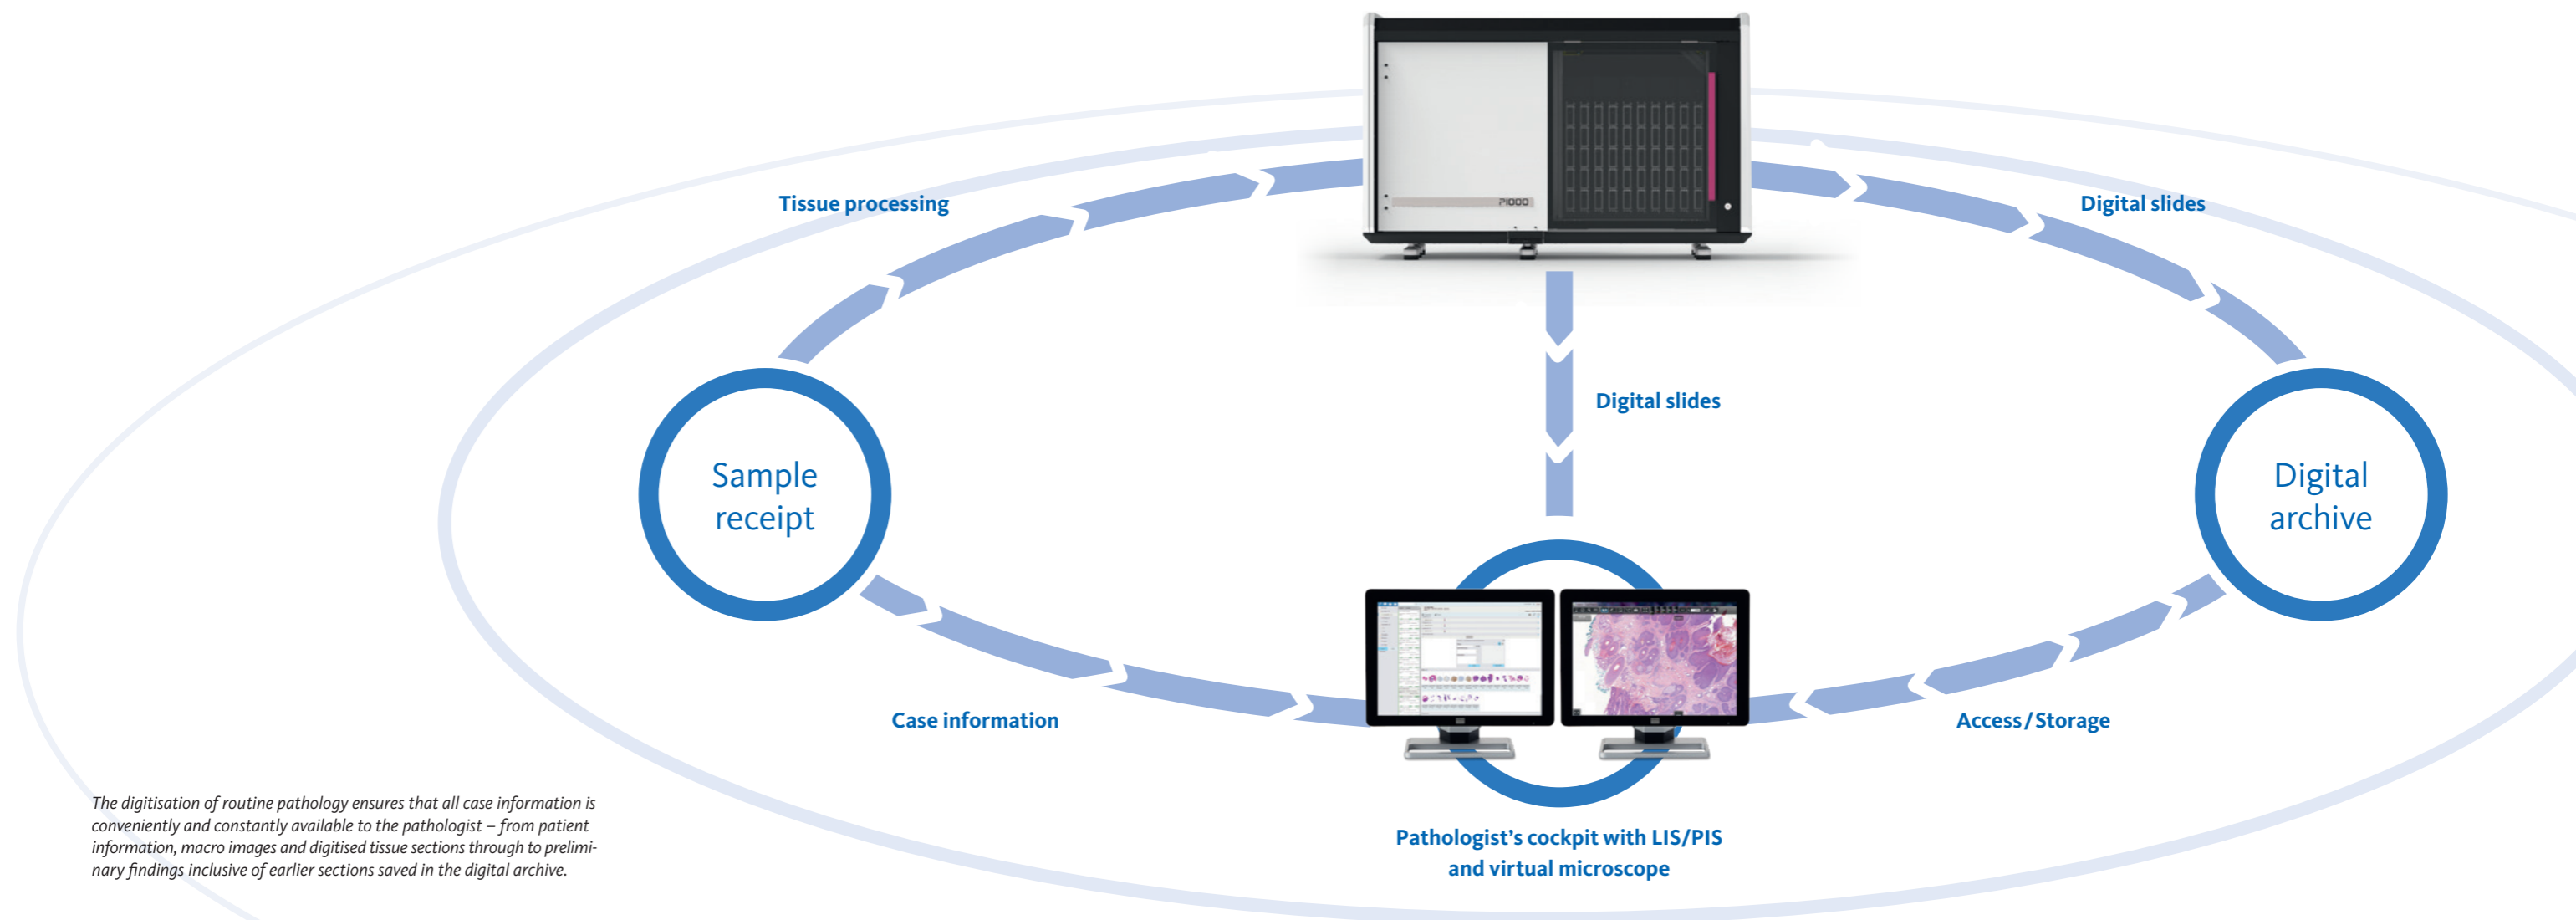 P1000
Tissue processing
Digital slides
Digital slides
Sample
receipt
Digital
archive
Case information
Access/Storage
The digitisation of routine pathology ensures that all case information is
conveniently and constantly available to the pathologist – from patient
information, macro images and digitised tissue sections through to prelimi-
nary findings inclusive of earlier sections saved in the digital archive.
Pathologist’s cockpit with LIS/PIS
and virtual microscope